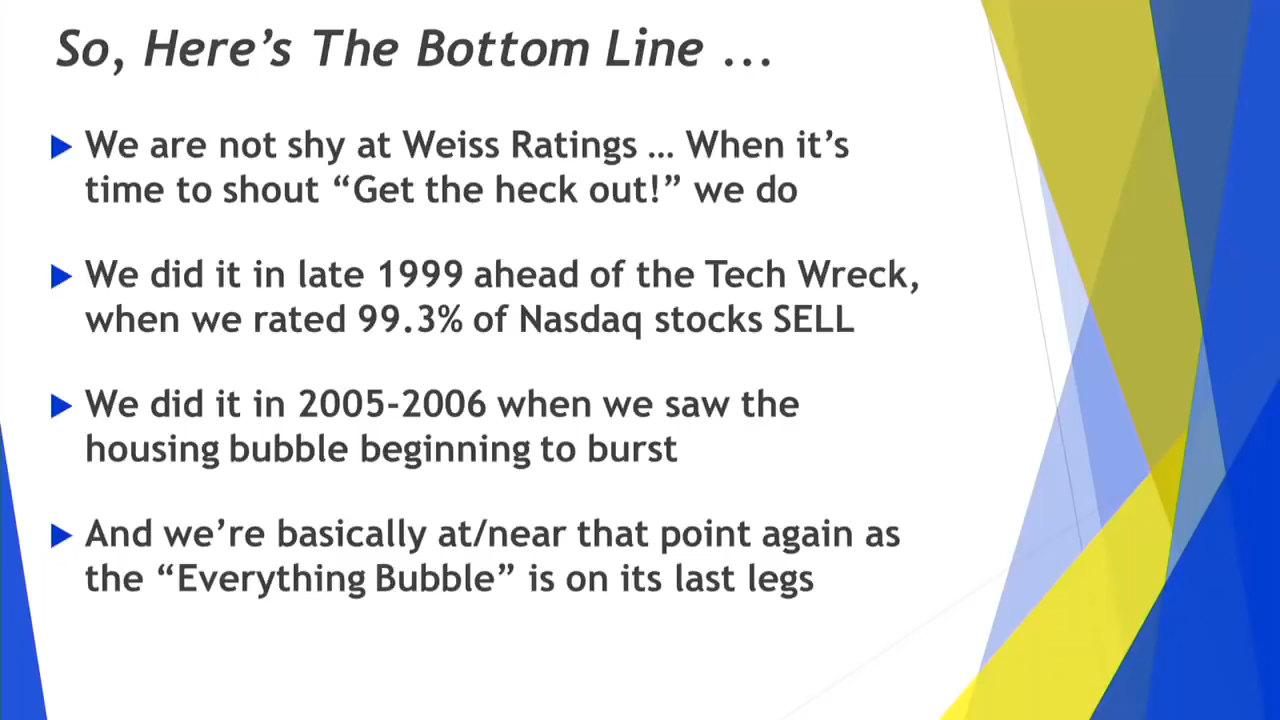 So, Here’s The Bottom Line ...
We are not shy at Weiss Ratings … When it’s
time to shout “Get the heck out!” we do
We did it in late 1999 ahead of the Tech Wreck,
when we rated 99.3% of Nasdaq stocks SELL
We did it in 2005-2006 when we saw the
housing bubble beginning to burst
And we’re basically at/near that point again as
the “Everything Bubble” is on its last legs